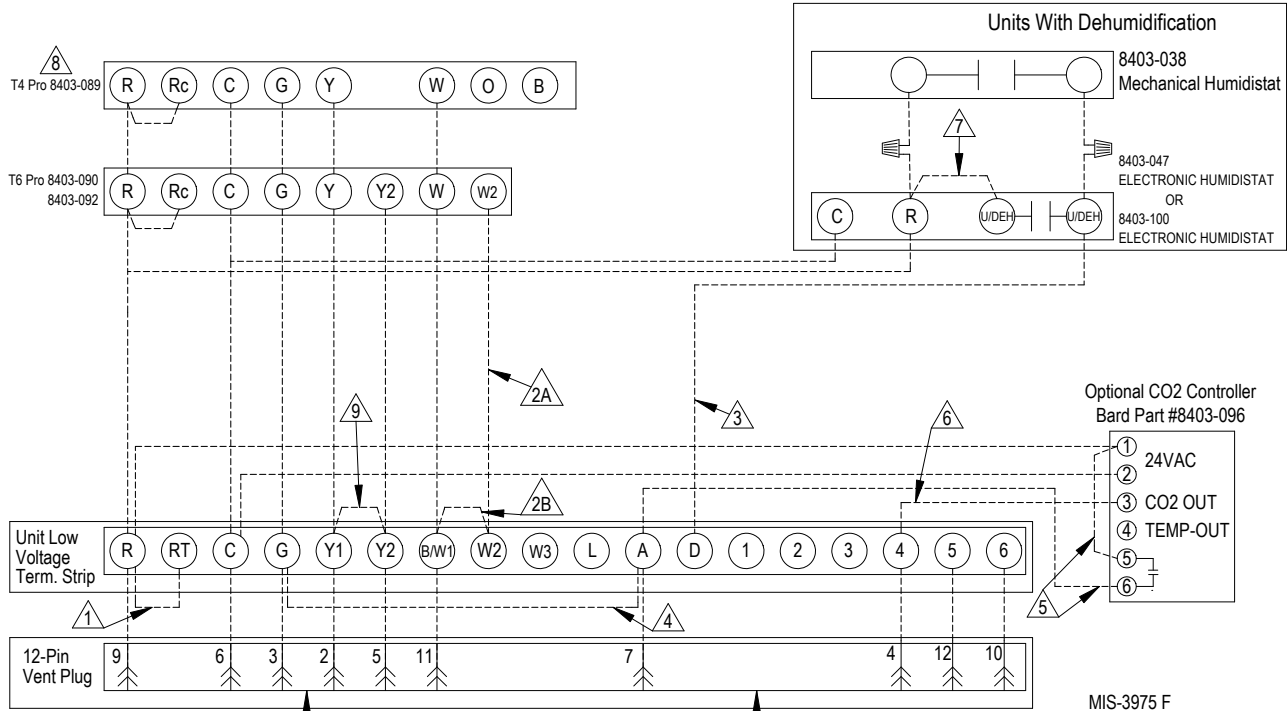 Units With Dehumidification
8403-038
Mechanical Humidistat
8
T4 Pro 8403-089
R Rc C G Y W O B
7
8403-047
ELECTRONIC HUMIDISTAT
OR
8403-100
ELECTRONIC HUMIDISTAT
C R U/DEH U/DEH
T6 Pro 8403-090
8403-092
R Rc C G Y Y2 W W2
2A
3
9
6
2B
Optional CO2 Controller
Bard Part #8403-096
1
2
24VAC
3 CO2 OUT
4 TEMP-OUT
5
6
5
Unit Low
Voltage
Term. Strip
R RT C G Y1 Y2 B/W1 W2 W3 L A D 1 2 3 4 5 6
1
4
12-Pin
Vent Plug
9 6 3 2 5 11 7 4 12 10
MIS-3975 F